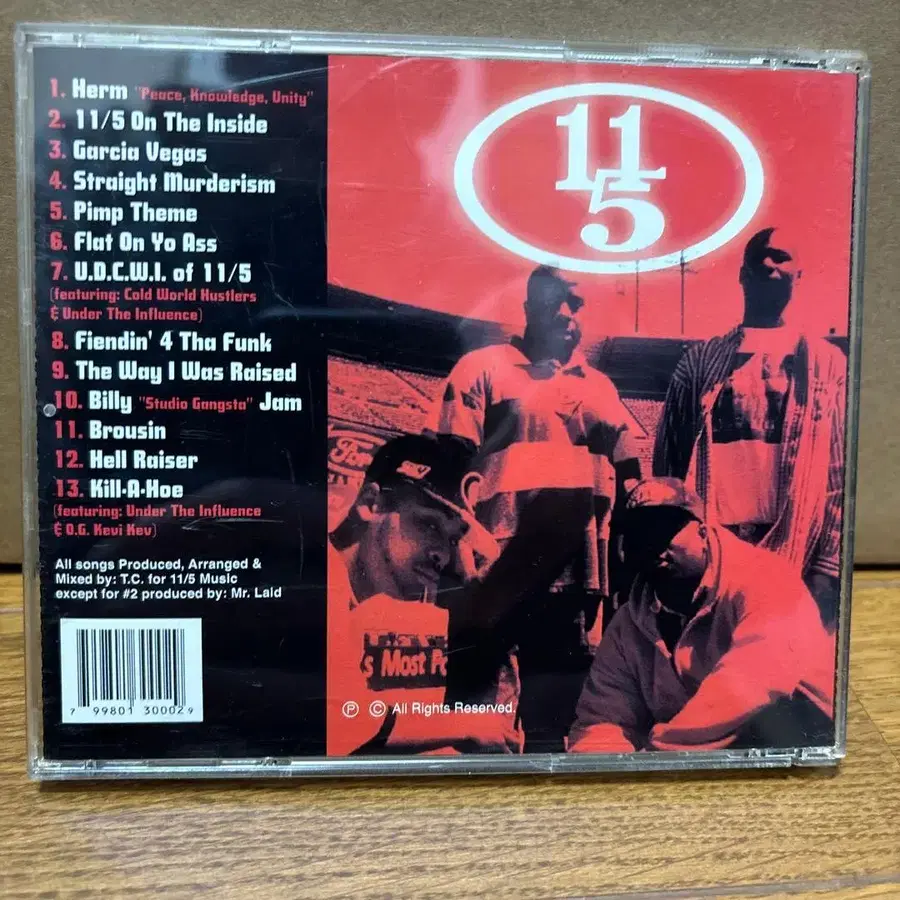 1. Herm "Peace, Knowledge, Unity"
2. 11/5 On The Inside
3. Garcia Vegas
4. Straight Murderism
5. Pimp Theme
6. Flat On Yo Ass
7. U.D.C.W.I. of 11/5
(featuring: Cold World Hustlers
& Under The Influence)
8. Fiendin' 4 Tha Funk
9. The Way I Was Raised
10. Billy "Studio Gangsta" Jam
11. Brousin
12. Hell Raiser
13. Kill-A-Hoe
(featuring: Under The Influence
& O.G. Kevi Kev)
All songs Produced, Arranged &
Mixed by: T.C. for 11/5 Music
except for #2 produced by: Mr. Laid
7 99801 30002 9
11
5
Ford
s Most Po
Ⓟ © All Rights Reserved.